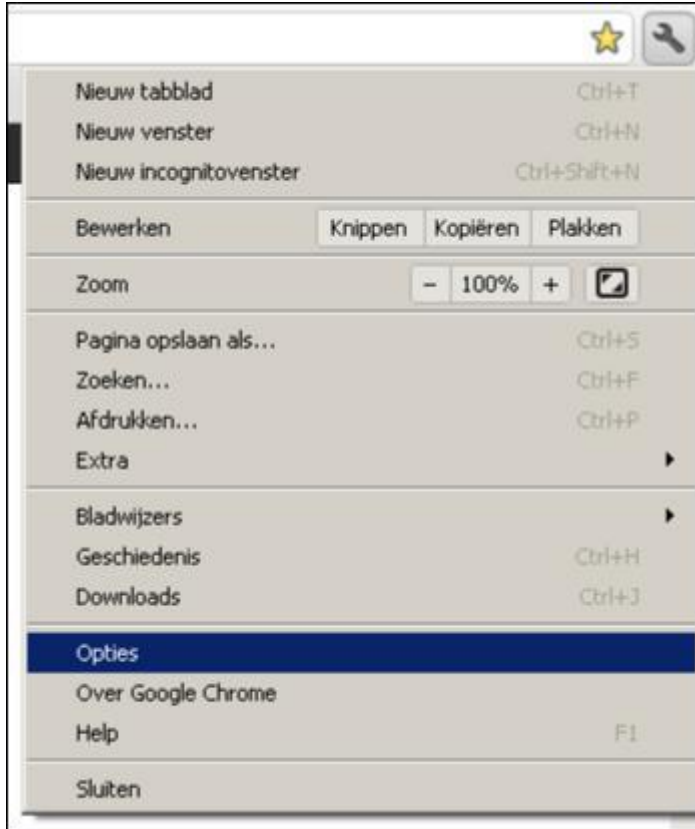 Nieuw tabblad Ctrl+T
Nieuw venster Ctrl+N
Nieuw incognitovenster Ctrl+Shift+N
Bewerken Knippen Kopiëren Plakken
Zoom - 100% +
Pagina opslaan als... Ctrl+S
Zoeken... Ctrl+F
Afdrukken... Ctrl+P
Extra
Bladwijzers
Geschiedenis Ctrl+H
Downloads Ctrl+J
Opties
Over Google Chrome
Help F1
Sluiten